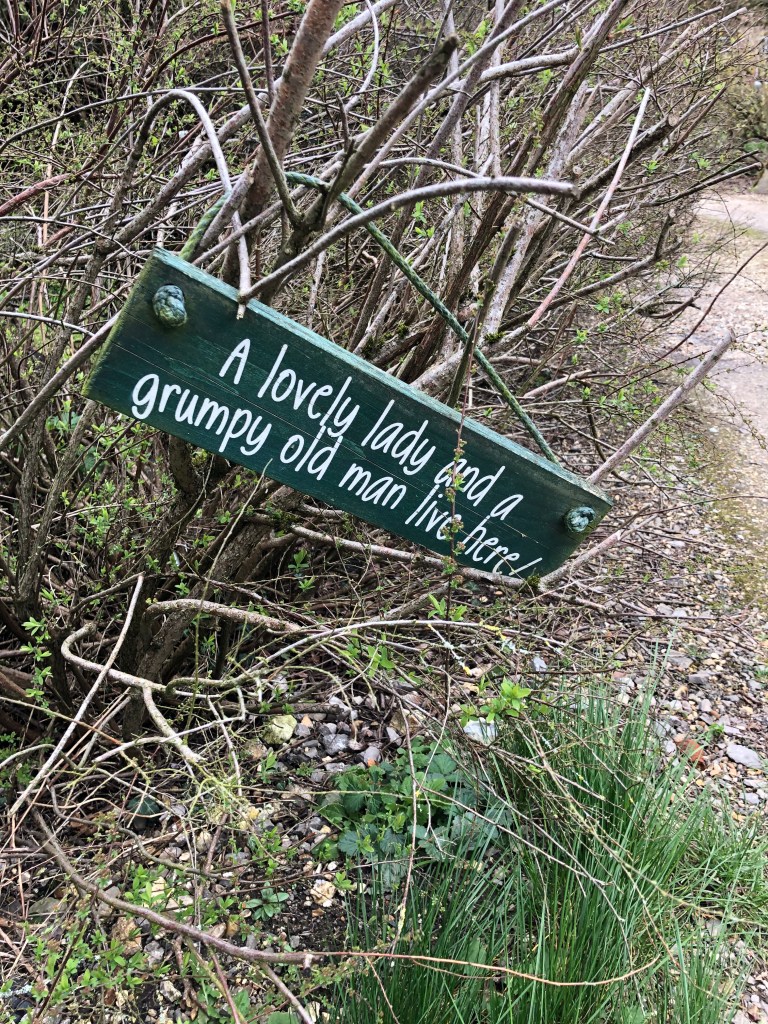 A lovely lady and a
grumpy old man live here!